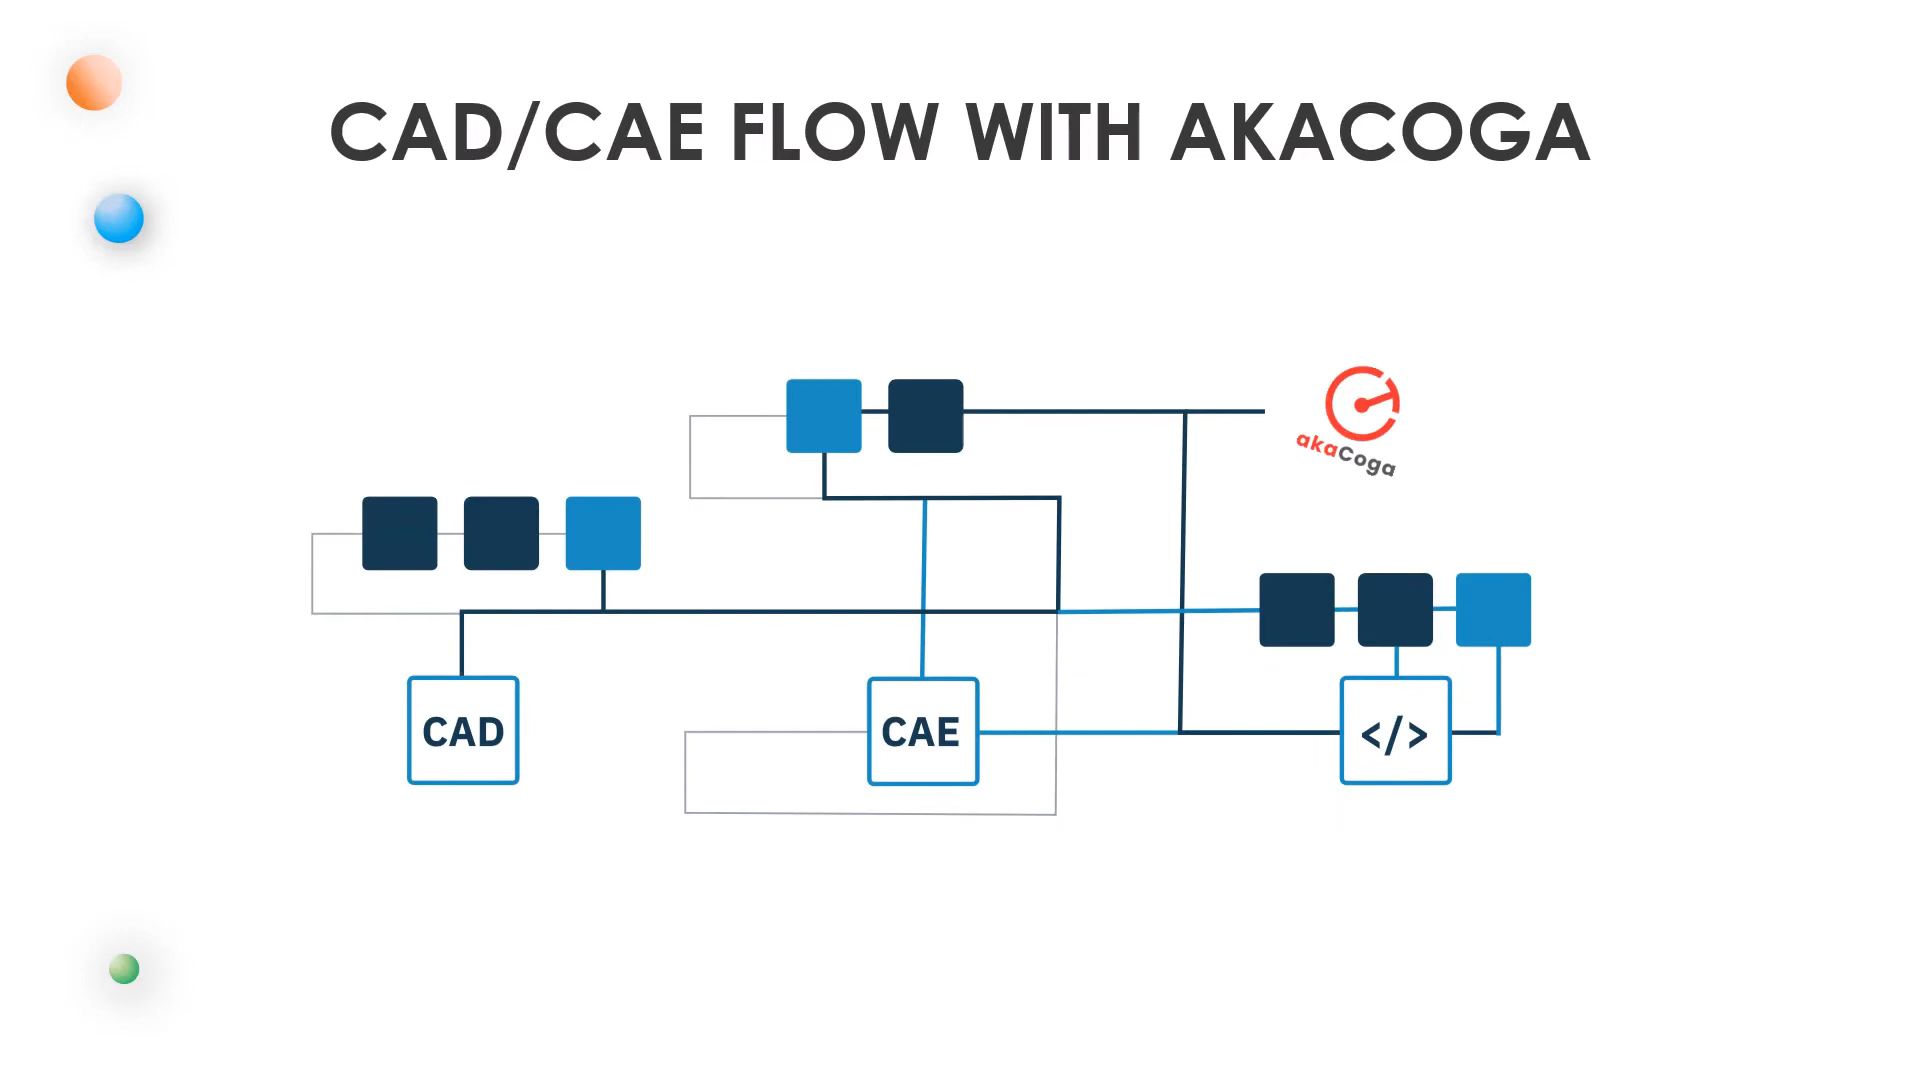 CAD/CAE FLOW WITH AKACOGA
akaCoga
CAD
CAE
</>